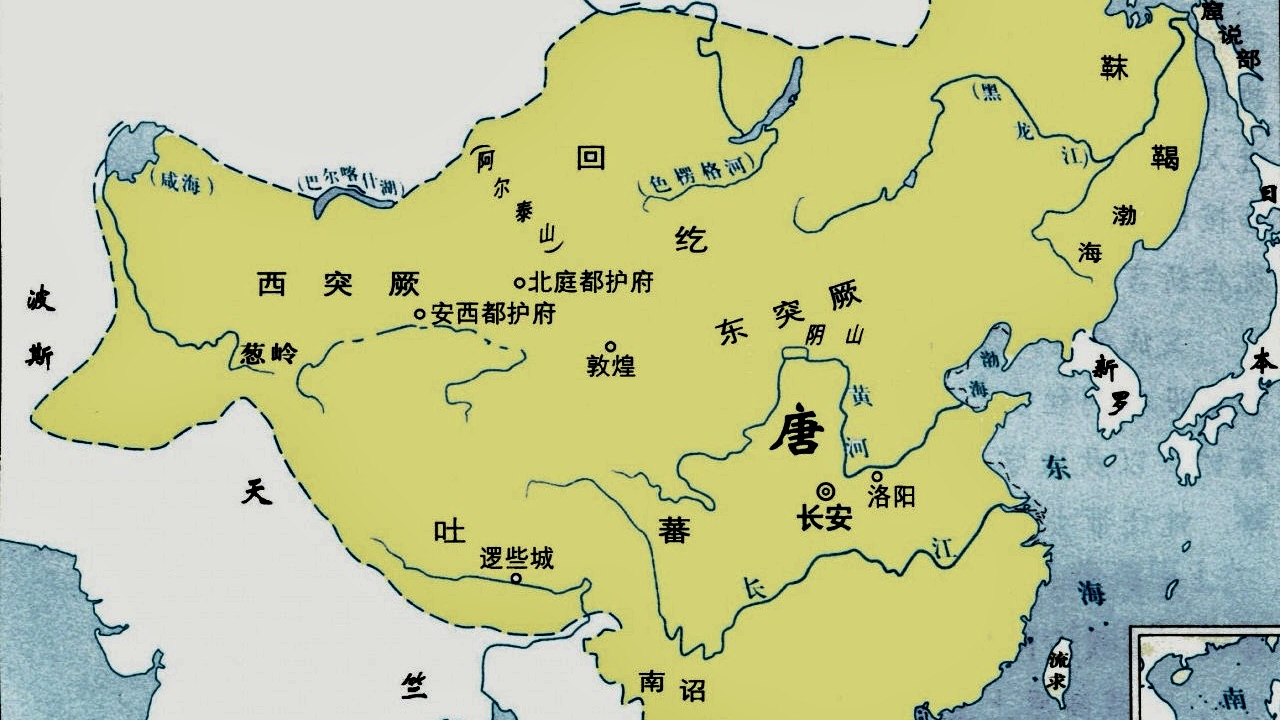 窟说部
靺鞨
(黑龙江)
回纥
(色楞格河)
(阿尔泰山)
(巴尔喀什湖)
(咸海)
渤海
日本
西突厥
北庭都护府
安西都护府
东突厥
阴山
波斯
葱岭
敦煌
渤海
新罗
黄河
唐
洛阳
长安
东海
天竺
吐蕃
逻些城
长江
流求
南诏
南